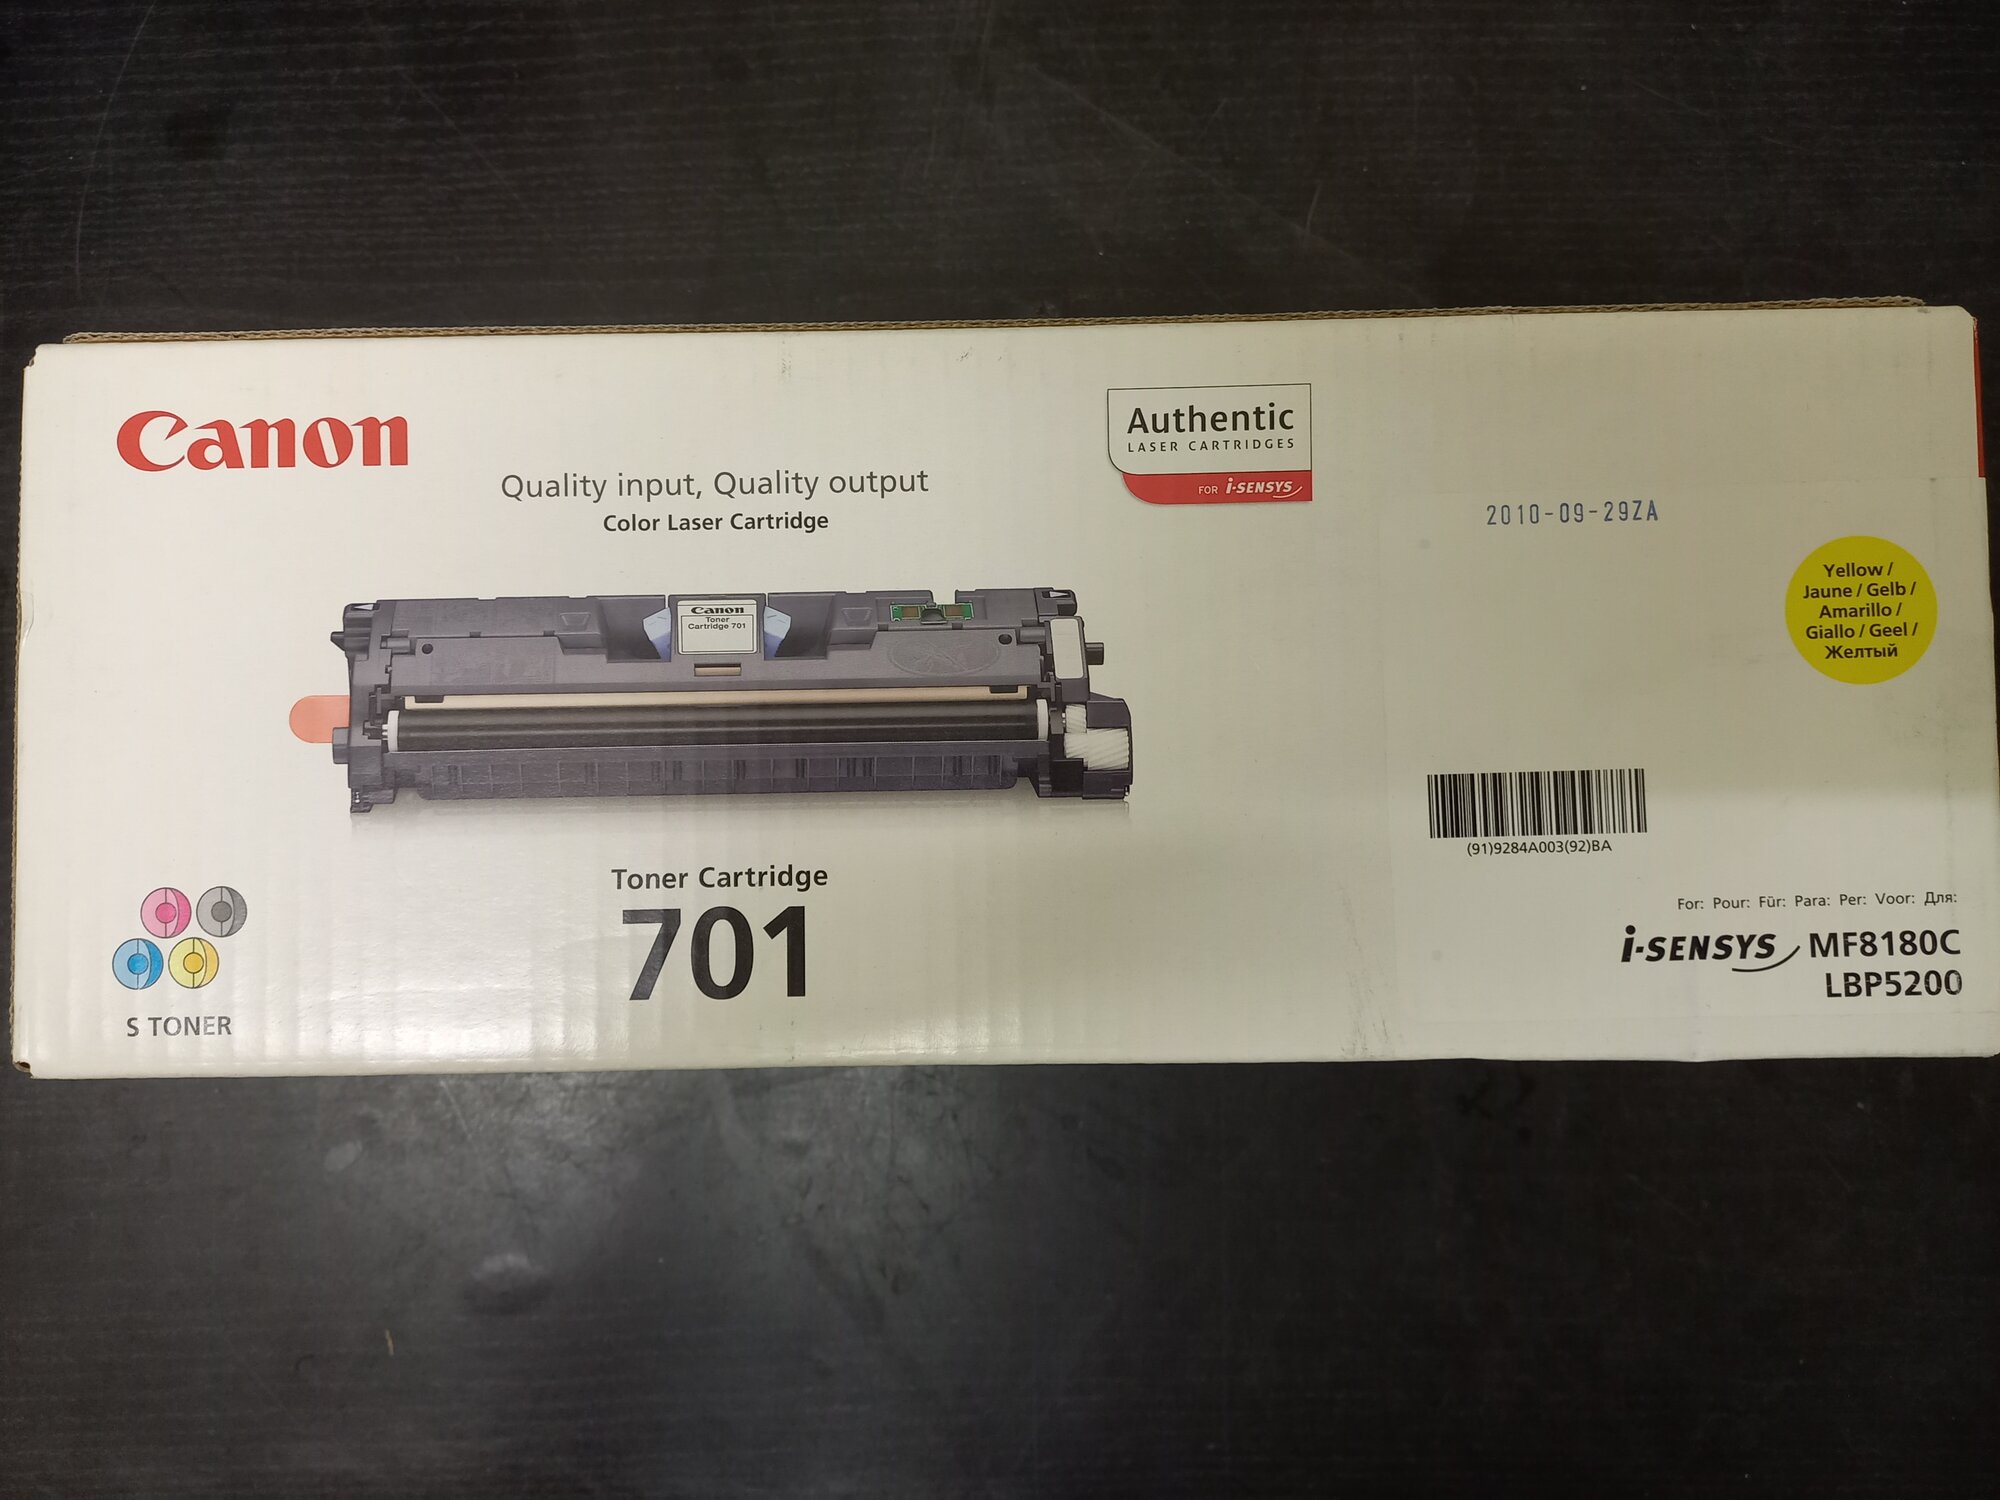 Canon
Quality input, Quality output
Color Laser Cartridge
Authentic
LASER CARTRIDGES
FOR i-SENSYS
2010-09-29ZA
Yellow /
Jaune / Gelb /
Amarillo /
Giallo / Geel /
Желтый
Canon
Toner
Cartridge 701
(91)9284A003(92)BA
Toner Cartridge
701
S TONER
For: Pour: Für: Para: Per: Voor: Для:
i-SENSYS MF8180C
LBP5200